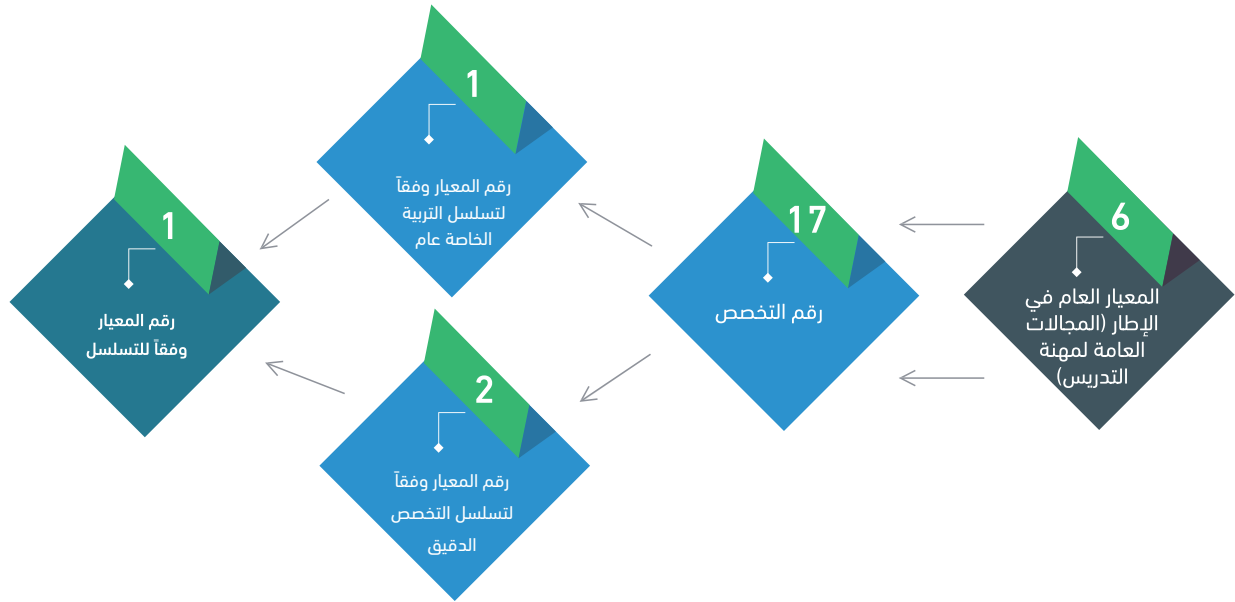 6
المعيار العام في
الإطار (المجالات
العامة لمهنة
التدريس)
17
رقم التخصص
1
رقم المعيار وفقاً
لتسلسل التربية
الخاصة عام
2
رقم المعيار وفقاً
لتسلسل التخصص
الدقيق
1
رقم المعيار
وفقاً للتسلسل